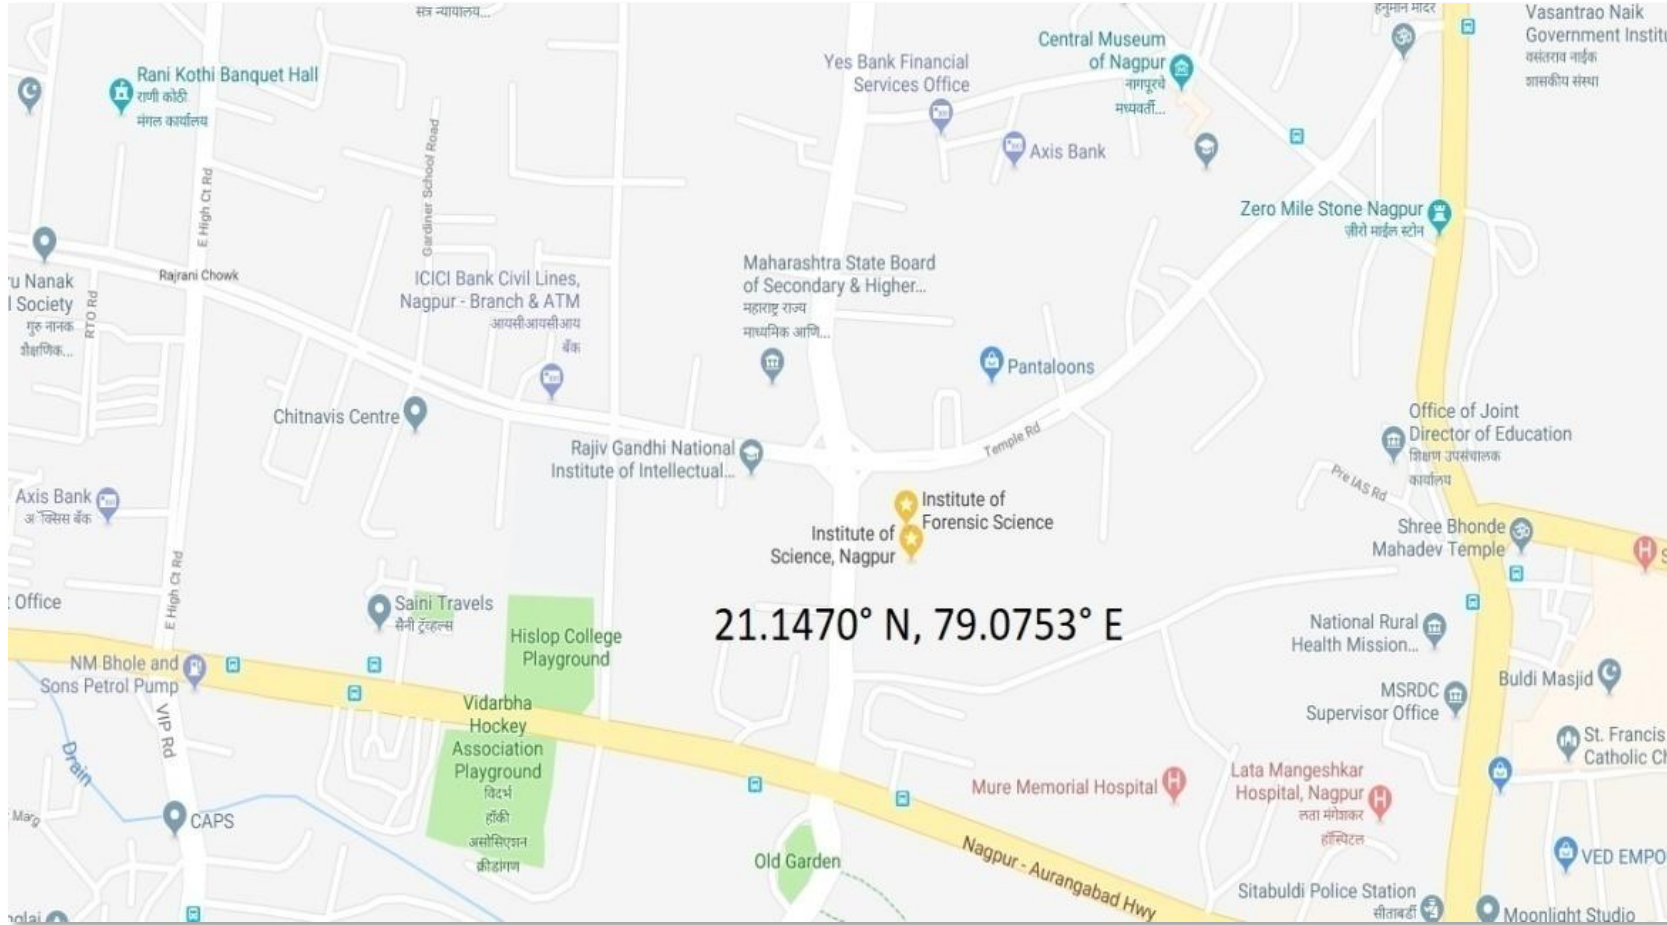 सत्र न्यायालय...
हनुमान मंदिर
Vasantrao Naik
Government Institu
वसंतराव नाईक
शासकीय संस्था
Central Museum
of Nagpur
नागपूरचे
मध्यवर्ती...
Yes Bank Financial
Services Office
Rani Kothi Banquet Hall
राणी कोठी
मंगल कार्यालय
Axis Bank
Gardiner School Road
E High Ct Rd
Zero Mile Stone Nagpur
ज़ीरो माईल स्टोन
Rajrani Chowk
u Nanak
l Society
गुरु नानक
शैक्षणिक...
RTO Rd
ICICI Bank Civil Lines,
Nagpur - Branch & ATM
आयसीआयसीआय
बँक
Maharashtra State Board
of Secondary & Higher...
महाराष्ट्र राज्य
माध्यमिक आणि...
Pantaloons
Chitnavis Centre
Rajiv Gandhi National
Institute of Intellectual...
Temple Rd
Office of Joint
Director of Education
शिक्षण उपसंचालक
कार्यालय
Pre IAS Rd
Axis Bank
अ‍ॅक्सिस बँक
Institute of
Forensic Science
Institute of
Science, Nagpur
Shree Bhonde
Mahadev Temple
S
E High Ct Rd
Office
Saini Travels
सैनी ट्रॅव्हल्स
Hislop College
Playground
21.1470° N, 79.0753° E
National Rural
Health Mission...
NM Bhole and
Sons Petrol Pump
Buldi Masjid
MSRDC
Supervisor Office
VIP Rd
Vidarbha
Hockey
Association
Playground
विदर्भ
हॉकी
असोसिएशन
क्रीडांगण
Drain
St. Francis
Catholic Ch
Mure Memorial Hospital
Lata Mangeshkar
Hospital, Nagpur
लता मंगेशकर
हॉस्पिटल
Marg
CAPS
Old Garden
Nagpur - Aurangabad Hwy
VED EMPO
Sitabuldi Police Station
सीताबर्डी
Moonlight Studio